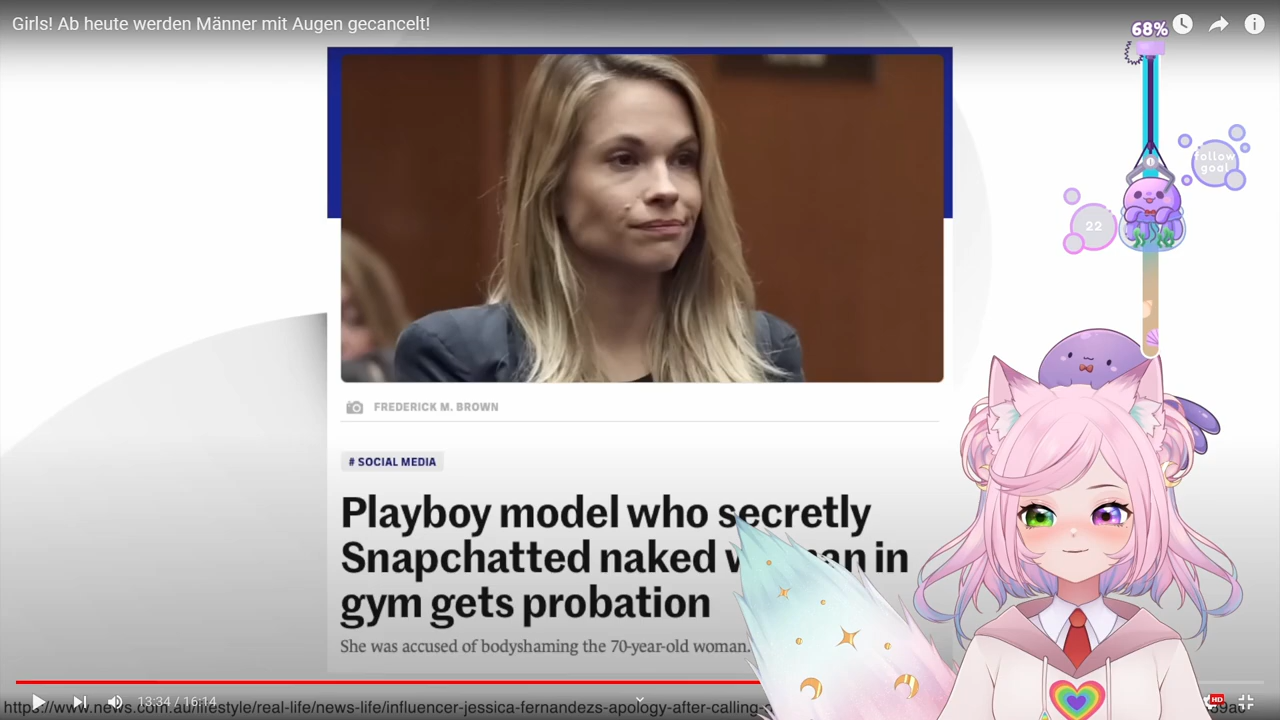 Girls! Ab heute werden Männer mit Augen gecancelt!
68%
follow
goal
22
FREDERICK M. BROWN
# SOCIAL MEDIA
Playboy model who secretly
Snapchatted naked in
gym gets probation
She was accused of bodyshaming the 70-year-old woman.
13:34 / 16:14
HD
https://www.news.com.au/lifestyle/real-life/news-life/influencer-jessica-fernandezs-apology-after-calling-